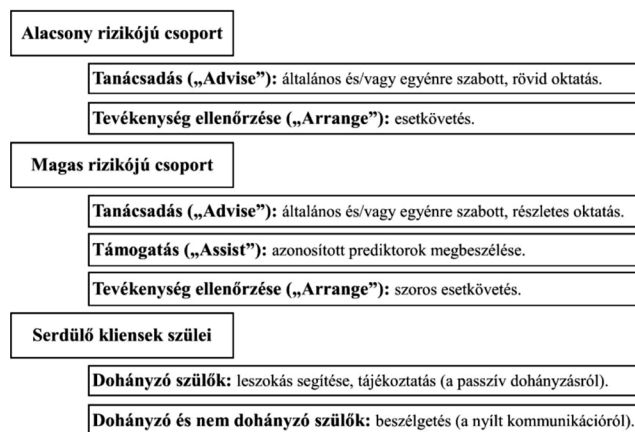 Alacsony rizikójú csoport
Tanácsadás („Advise”): általános és/vagy egyénre szabott, rövid oktatás.
Tevékenység ellenőrzése („Arrange”): esetkövetés.
Magas rizikójú csoport
Tanácsadás („Advise”): általános és/vagy egyénre szabott, részletes oktatás.
Támogatás („Assist”): azonosított prediktorok megbeszélése.
Tevékenység ellenőrzése („Arrange”): szoros esetkövetés.
Serdülő kliensek szülei
Dohányzó szülők: leszokás segítése, tájékoztatás (a passzív dohányzásról).
Dohányzó és nem dohányzó szülők: beszélgetés (a nyílt kommunikációról).